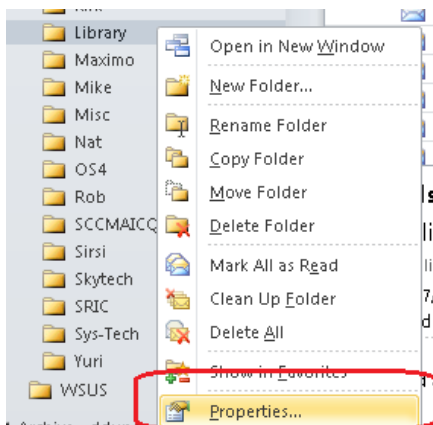 Library
Maximo
Mike
Misc
Nat
OS4
Rob
SCCMAICQ
Sirsi
Skytech
SRIC
Sys-Tech
Yuri
WSUS
Open in New Window
New Folder...
Rename Folder
Copy Folder
Move Folder
Delete Folder
Mark All as Read
Clean Up Folder
Delete All
Show in Favorites
Properties...